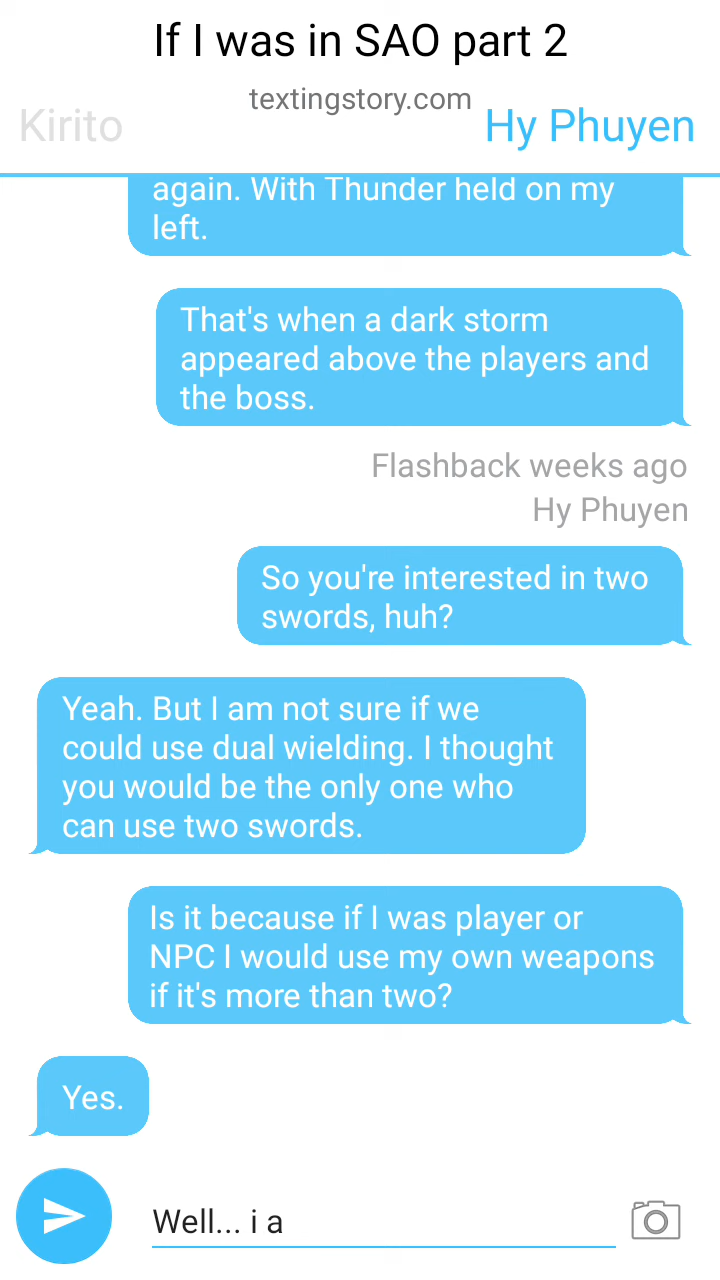 If I was in SAO part 2
textingstory.com
Kirito
Hy Phuyen
again. With Thunder held on my
left.
That's when a dark storm
appeared above the players and
the boss.
Flashback weeks ago
Hy Phuyen
So you're interested in two
swords, huh?
Yeah. But I am not sure if we
could use dual wielding. I thought
you would be the only one who
can use two swords.
Is it because if I was player or
NPC I would use my own weapons
if it's more than two?
Yes.
Well... i a